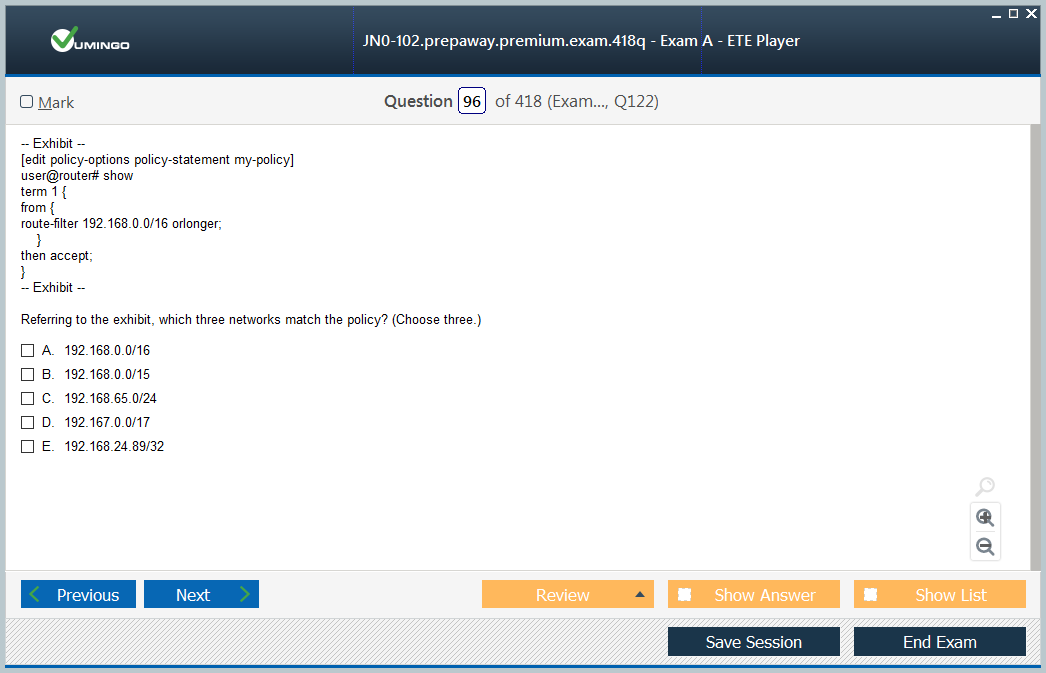 VUMINGO
JN0-102.prepaway.premium.exam.418q - Exam A - ETE Player
Mark
Question 96 of 418 (Exam..., Q122)
-- Exhibit --
[edit policy-options policy-statement my-policy]
user@router# show
term 1 {
from {
route-filter 192.168.0.0/16 orlonger;
}
then accept;
}
-- Exhibit --
Referring to the exhibit, which three networks match the policy? (Choose three.)
A. 192.168.0.0/16
B. 192.168.0.0/15
C. 192.168.65.0/24
D. 192.167.0.0/17
E. 192.168.24.89/32
Previous
Next
Review
Show Answer
Show List
Save Session
End Exam